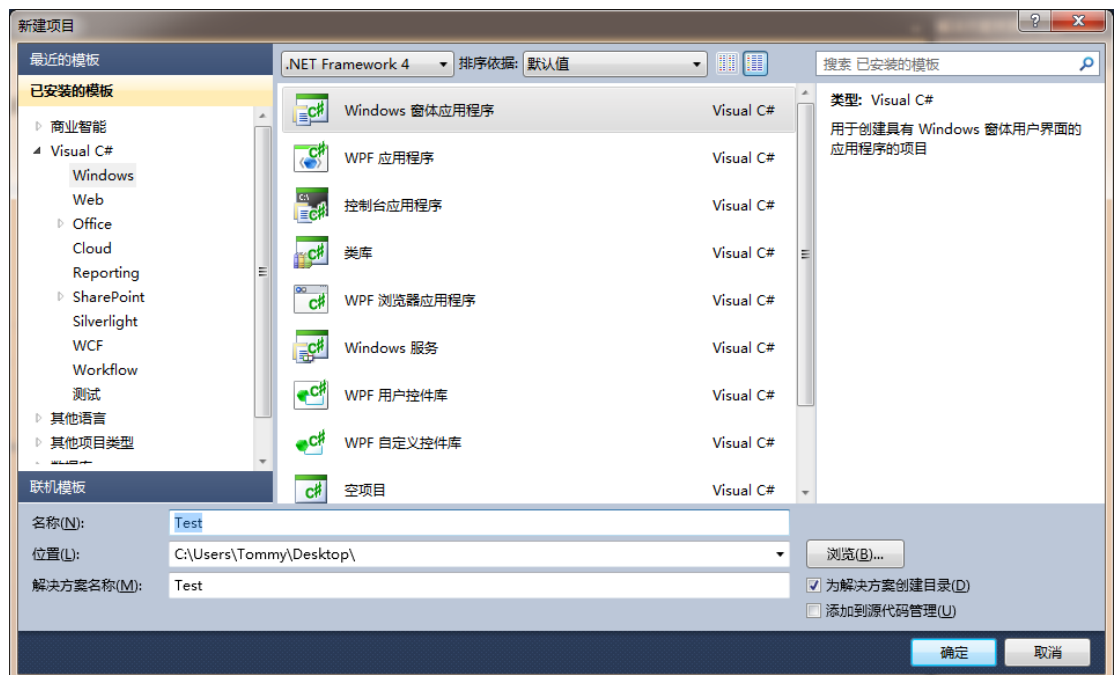 新建项目
最近的模板
已安装的模板
商业智能
Visual C#
Windows
Web
Office
Cloud
Reporting
SharePoint
Silverlight
WCF
Workflow
测试
其他语言
其他项目类型
联机模板
.NET Framework 4 排序依据: 默认值
Windows 窗体应用程序 Visual C#
WPF 应用程序 Visual C#
控制台应用程序 Visual C#
类库 Visual C#
WPF 浏览器应用程序 Visual C#
Windows 服务 Visual C#
WPF 用户控件库 Visual C#
WPF 自定义控件库 Visual C#
空项目 Visual C#
搜索 已安装的模板
类型: Visual C#
用于创建具有 Windows 窗体用户界面的
应用程序的项目
名称(N): Test
位置(L): C:\Users\Tommy\Desktop\ 浏览(B)...
解决方案名称(M): Test
为解决方案创建目录(D)
添加到源代码管理(U)
确定 取消